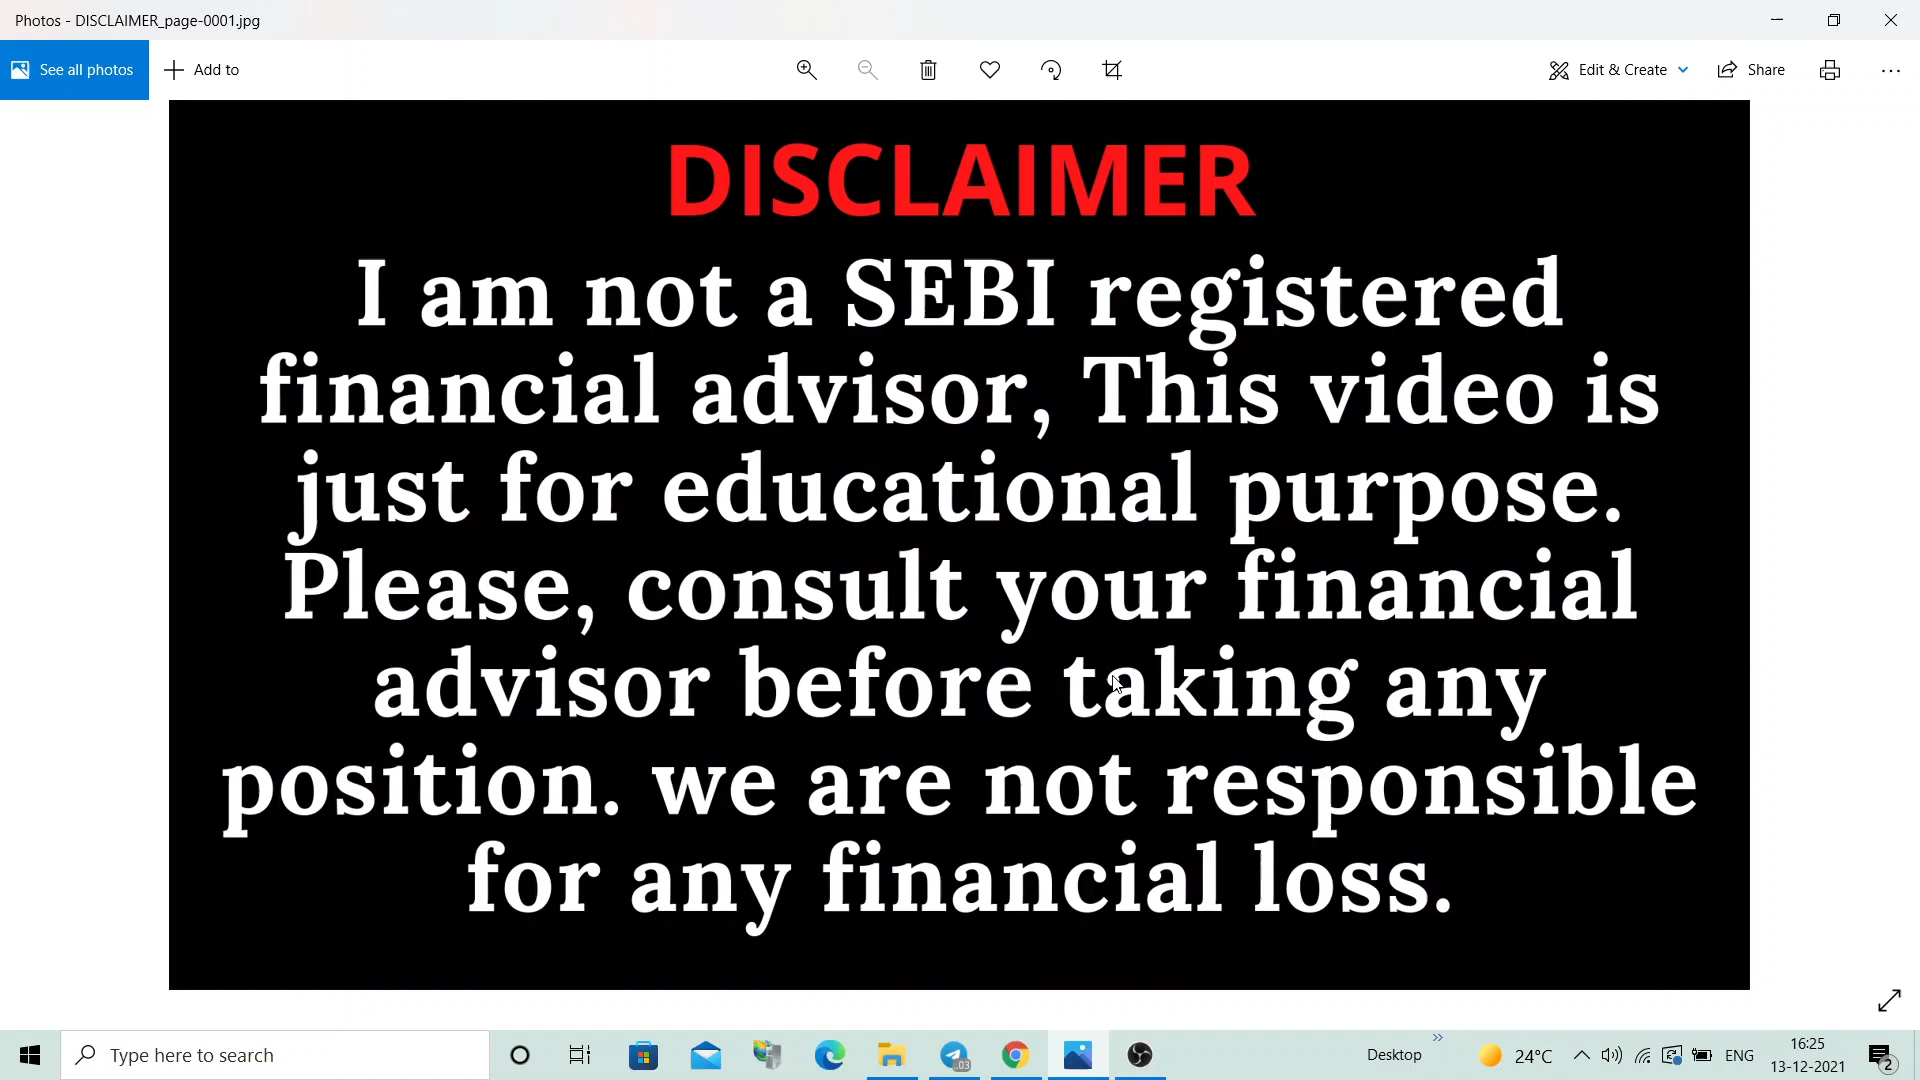 Photos - DISCLAIMER_page-0001.jpg
See all photos
Add to
Edit & Create
Share
DISCLAIMER
I am not a SEBI registered
financial advisor, This video is
just for educational purpose.
Please, consult your financial
advisor before taking any
position. we are not responsible
for any financial loss.
Type here to search
.03
Desktop
24°C
ENG
16:25
13-12-2021
2